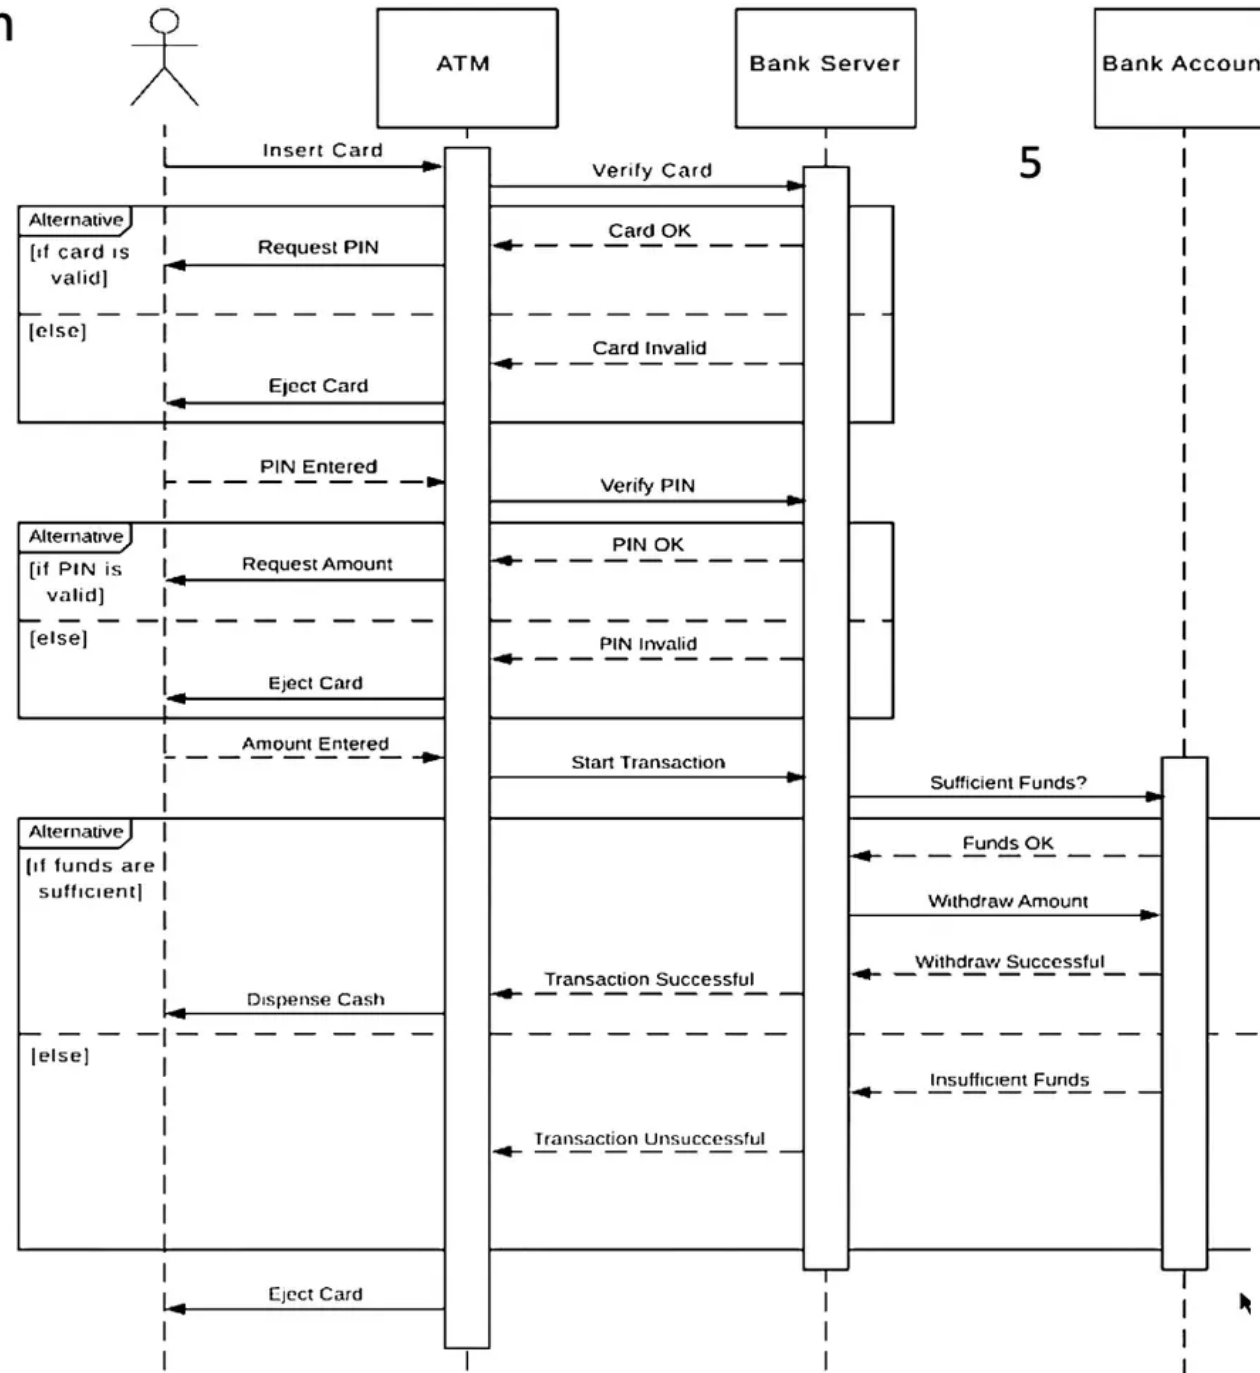 n
ATM
Bank Server
Bank Accoun
5
Insert Card
Verify Card
Alternative
Card OK
[if card is
valid]
Request PIN
[else]
Card Invalid
Eject Card
PIN Entered
Verify PIN
Alternative
PIN OK
[if PIN is
valid]
Request Amount
[else]
PIN Invalid
Eject Card
Amount Entered
Start Transaction
Sufficient Funds?
Alternative
Funds OK
[if funds are
sufficient]
Withdraw Amount
Withdraw Successful
Transaction Successful
Dispense Cash
[else]
Insufficient Funds
Transaction Unsuccessful
Eject Card